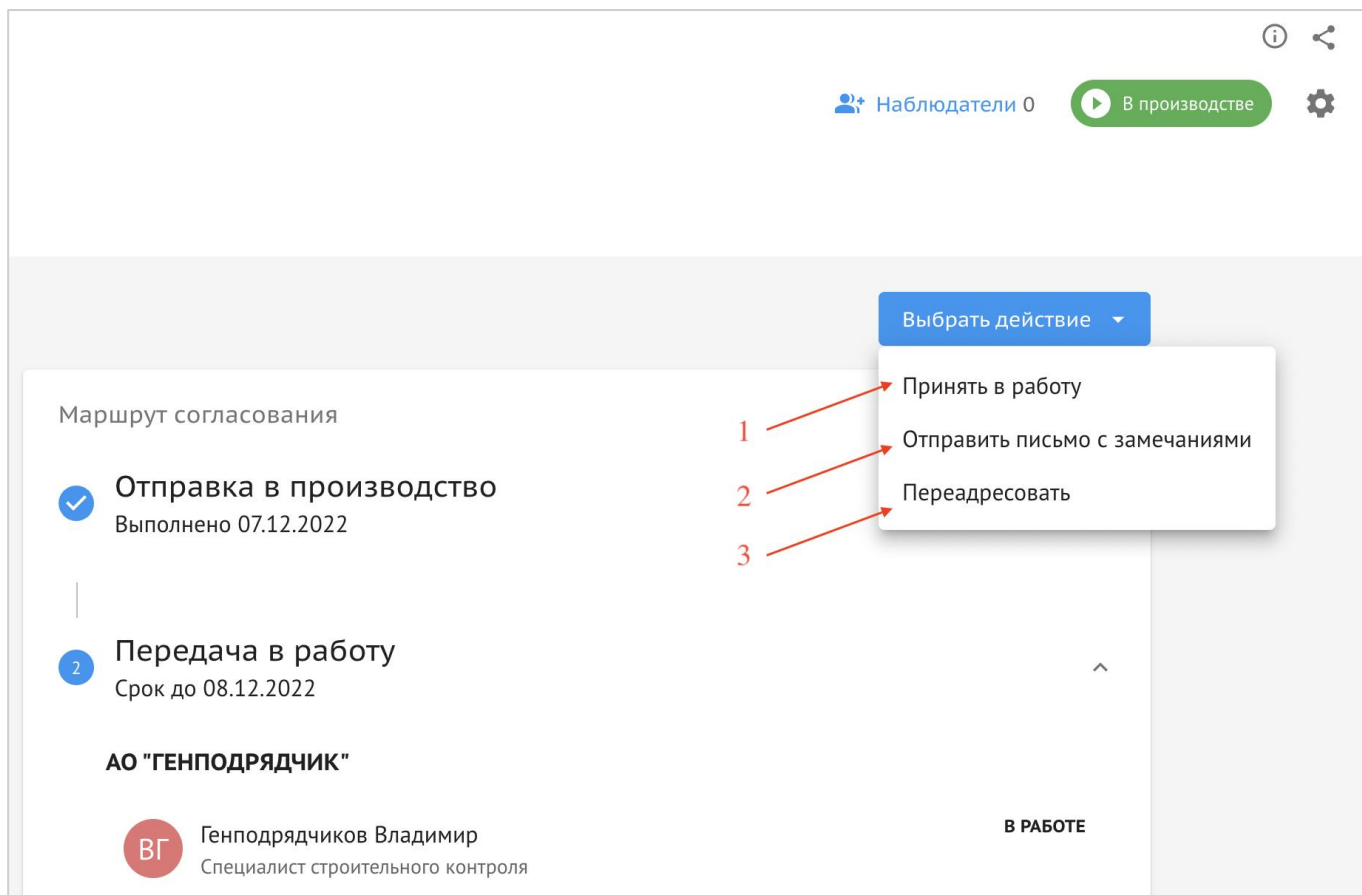 Наблюдатели 0
В производстве
Выбрать действие
Принять в работу
Отправить письмо с замечаниями
Переадресовать
1
2
3
Маршрут согласования
Отправка в производство
Выполнено 07.12.2022
2
Передача в работу
Срок до 08.12.2022
АО "ГЕНПОДРЯДЧИК"
ВГ
Генподрядчиков Владимир
Специалист строительного контроля
В РАБОТЕ